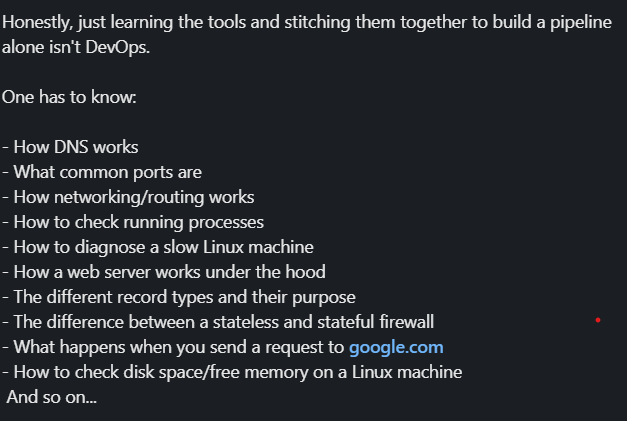 Honestly, just learning the tools and stitching them together to build a pipeline
alone isn't DevOps.
One has to know:
- How DNS works
- What common ports are
- How networking/routing works
- How to check running processes
- How to diagnose a slow Linux machine
- How a web server works under the hood
- The different record types and their purpose
- The difference between a stateless and stateful firewall
- What happens when you send a request to google.com
- How to check disk space/free memory on a Linux machine
And so on...